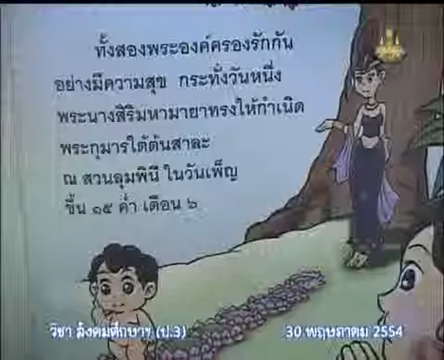 ทั้งสองพระองค์ครองรักกัน
อย่างมีความสุข กระทั่งวันหนึ่ง
พระนางสิริมหามายาทรงให้กำเนิด
พระกุมารใต้ต้นสาละ
ณ สวนลุมพินี ในวันเพ็ญ
ขึ้น ๑๕ ค่ำ เดือน ๖
วิชา สังคมศึกษาฯ (ป.3)
30 พฤษภาคม 2554